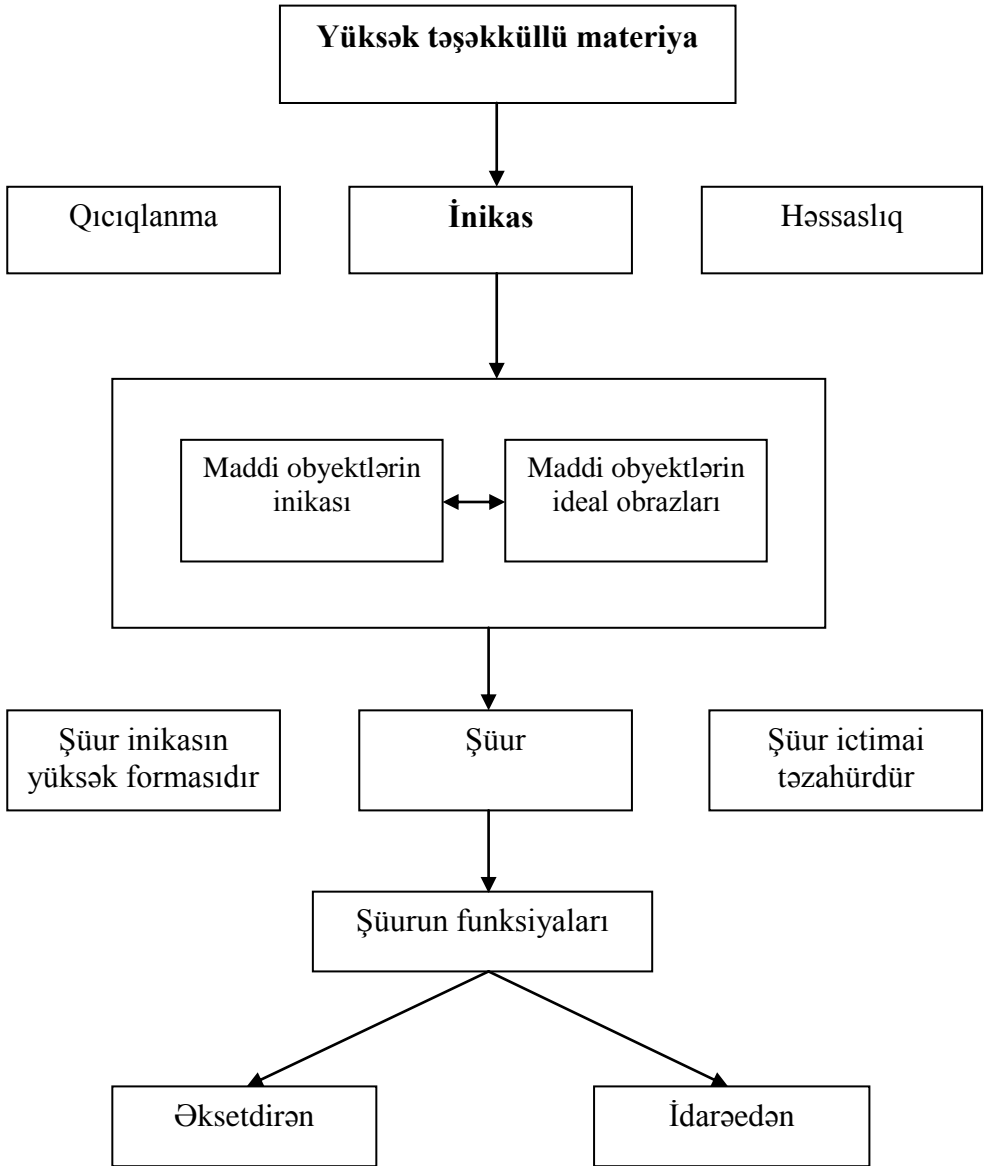 Yüksək təşəkküllü materiya
Qıcıqlanma
İnikas
Həssaslıq
Maddi obyektlərin
inikası
Maddi obyektlərin
ideal obrazları
Şüur inikasın
yüksək formasıdır
Şüur
Şüur ictimai
təzahürdür
Şüurun funksiyaları
Əksetdirən
İdarəedən